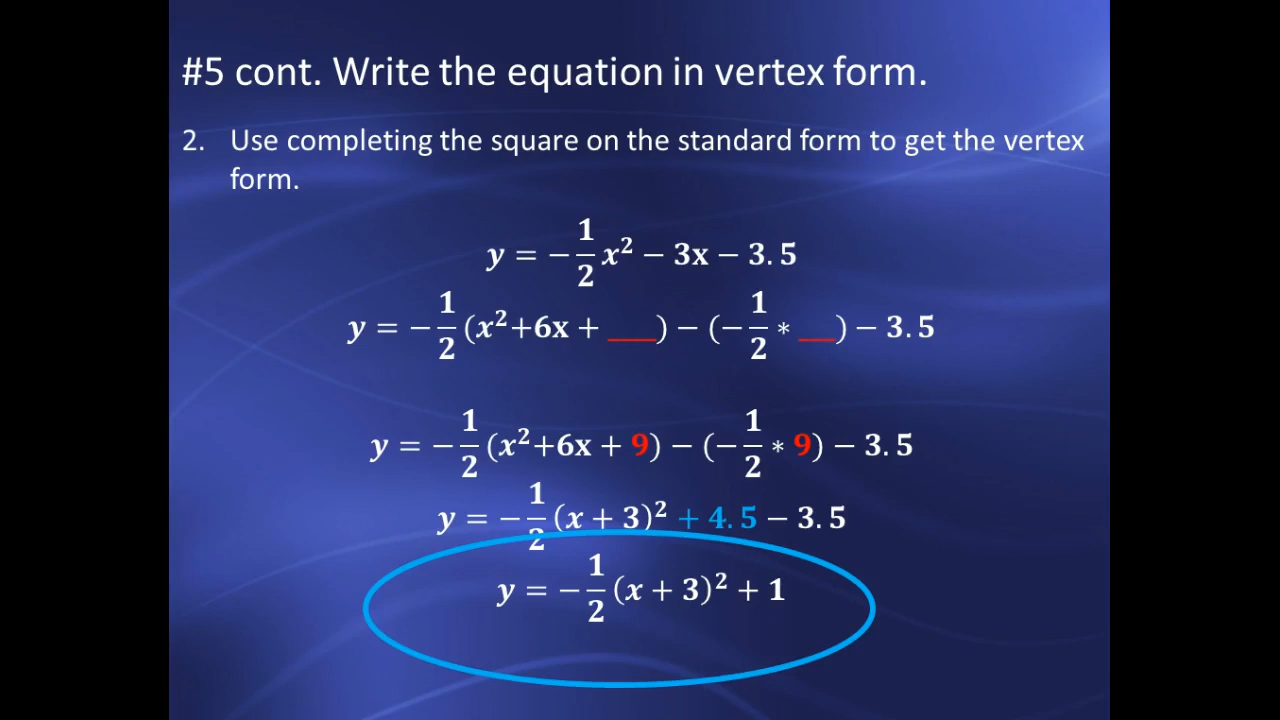 #5 cont. Write the equation in vertex form.
2. Use completing the square on the standard form to get the vertex
form.
y = −1/2 x² − 3x − 3.5
y = −1/2 (x²+6x + ___) − (−1/2 * ___) − 3.5
y = −1/2 (x²+6x + 9) − (−1/2 * 9) − 3.5
y = −1/2 (x + 3)² + 4.5 − 3.5
y = −1/2 (x + 3)² + 1